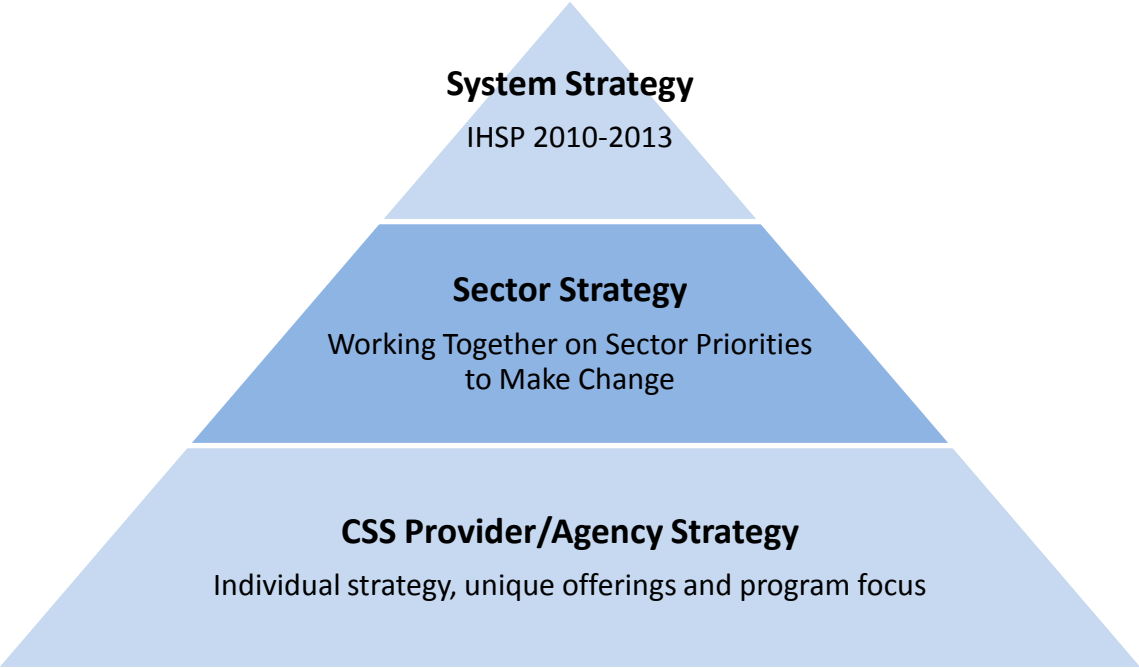 System Strategy
IHSP 2010-2013
Sector Strategy
Working Together on Sector Priorities
to Make Change
CSS Provider/Agency Strategy
Individual strategy, unique offerings and program focus